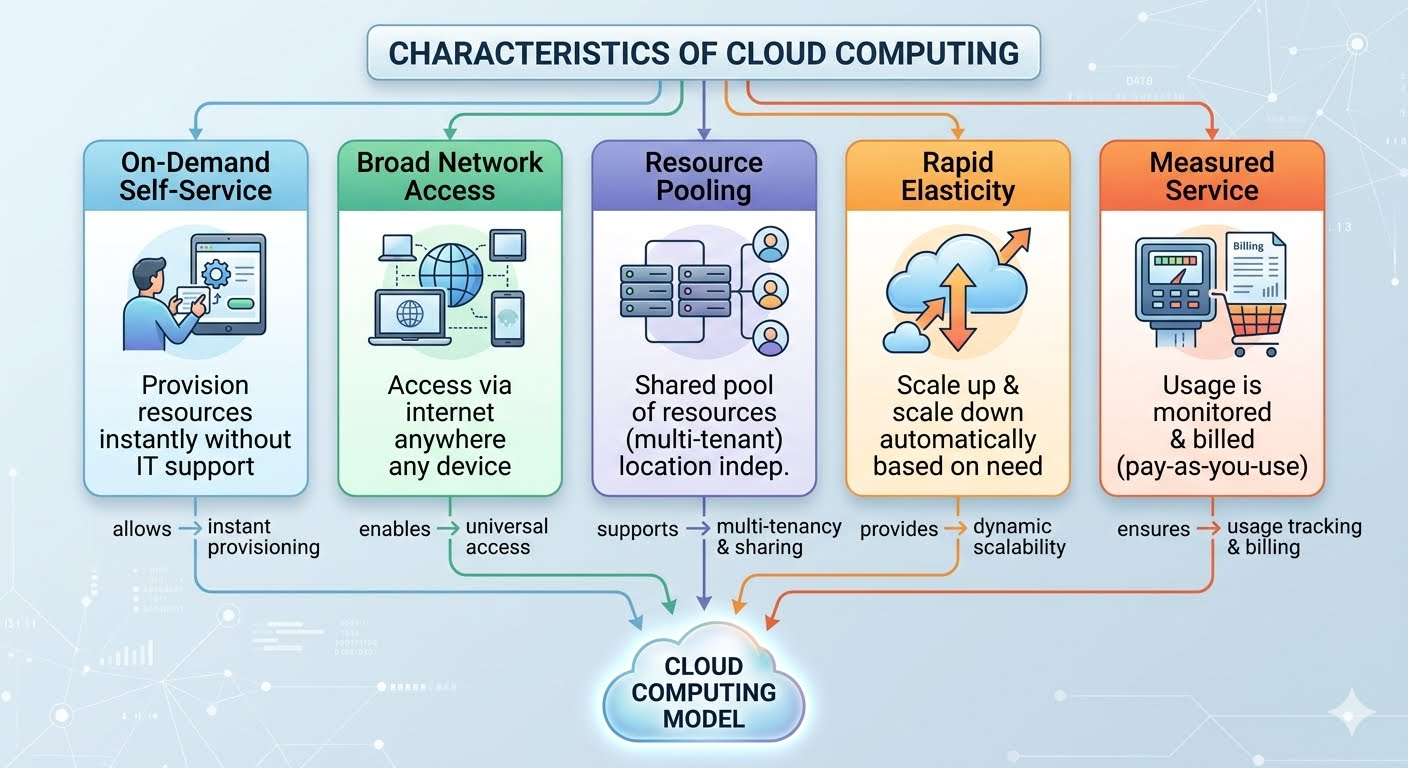 CHARACTERISTICS OF CLOUD COMPUTING
On-Demand
Self-Service
Provision
resources
instantly without
IT support
allows
instant
provisioning
Broad Network
Access
Access via
internet
anywhere
any device
enables
universal
access
Resource
Pooling
Shared pool
of resources
(multi-tenant)
location indep.
supports
multi-tenancy
& sharing
Rapid
Elasticity
Scale up &
scale down
automatically
based on need
provides
dynamic
scalability
Measured
Service
Billing
Usage is
monitored
& billed
(pay-as-you-use)
ensures
usage tracking
& billing
CLOUD
COMPUTING
MODEL